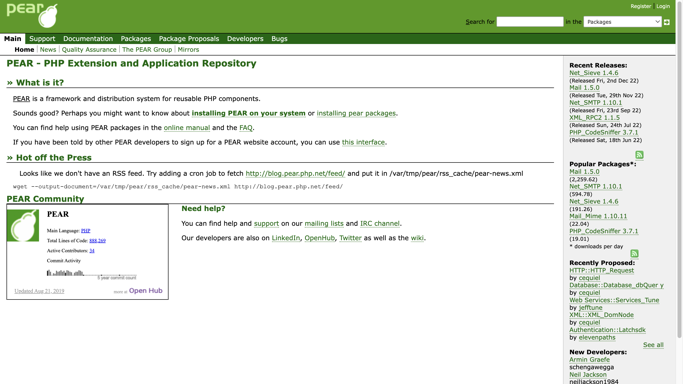 pear
Register | Login
Search for in the Packages
Main Support Documentation Packages Package Proposals Developers Bugs
Home | News | Quality Assurance | The PEAR Group | Mirrors
PEAR - PHP Extension and Application Repository
» What is it?
PEAR is a framework and distribution system for reusable PHP components.
Sounds good? Perhaps you might want to know about installing PEAR on your system or installing pear packages.
You can find help using PEAR packages in the online manual and the FAQ.
If you have been told by other PEAR developers to sign up for a PEAR website account, you can use this interface.
» Hot off the Press
Looks like we don't have an RSS feed. Try adding a cron job to fetch http://blog.pear.php.net/feed/ and put it in /var/tmp/pear/rss_cache/pear-news.xml
wget --output-document=/var/tmp/pear/rss_cache/pear-news.xml http://blog.pear.php.net/feed/
PEAR Community
PEAR
Main Language: PHP
Total Lines of Code: 888,269
Active Contributors: 34
Commit Activity
5 year commit count
Updated Aug 21, 2019
Open Hub
Need help?
You can find help and support on our mailing lists and IRC channel.
Our developers are also on LinkedIn, OpenHub, Twitter as well as the wiki.
Recent Releases:
Net_Sieve 1.4.6
(Released Fri, 2nd Dec 22)
Mail 1.5.0
(Released Tue, 29th Nov 22)
Net_SMTP 1.10.1
(Released Fri, 23rd Sep 22)
XML_RPC2 1.1.5
(Released Sun, 24th Jul 22)
PHP_CodeSniffer 3.7.1
(Released Sat, 18th Jun 22)
Popular Packages*:
Mail 1.5.0
(2,259.62)
Net_SMTP 1.10.1
(594.78)
Net_Sieve 1.4.6
(191.26)
Mail_Mime 1.10.11
(22.04)
PHP_CodeSniffer 3.7.1
(19.01)
* downloads per day
Recently Proposed:
HTTP::HTTP_Request
by cequiel
Database::Database_dbQuer y
by cequiel
Web Services::Services_Tune
by jefftune
XML::XML_DomNode
by cequiel
Authentication::Latchsdk
by elevenpaths
See all
New Developers:
Armin Graefe
schengawegga
Neil Jackson
neiljackson1984